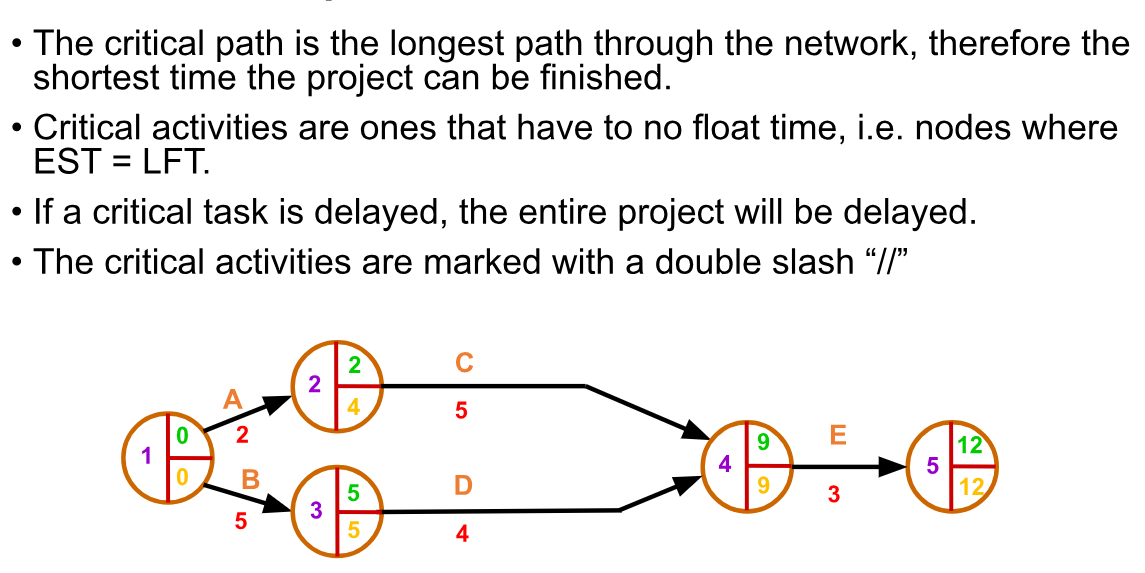 • The critical path is the longest path through the network, therefore the
shortest time the project can be finished.
• Critical activities are ones that have to no float time, i.e. nodes where
EST = LFT.
• If a critical task is delayed, the entire project will be delayed.
• The critical activities are marked with a double slash “//”
1
0
0
A
2
B
5
2
2
4
3
5
5
C
5
D
4
4
9
9
E
3
5
12
12